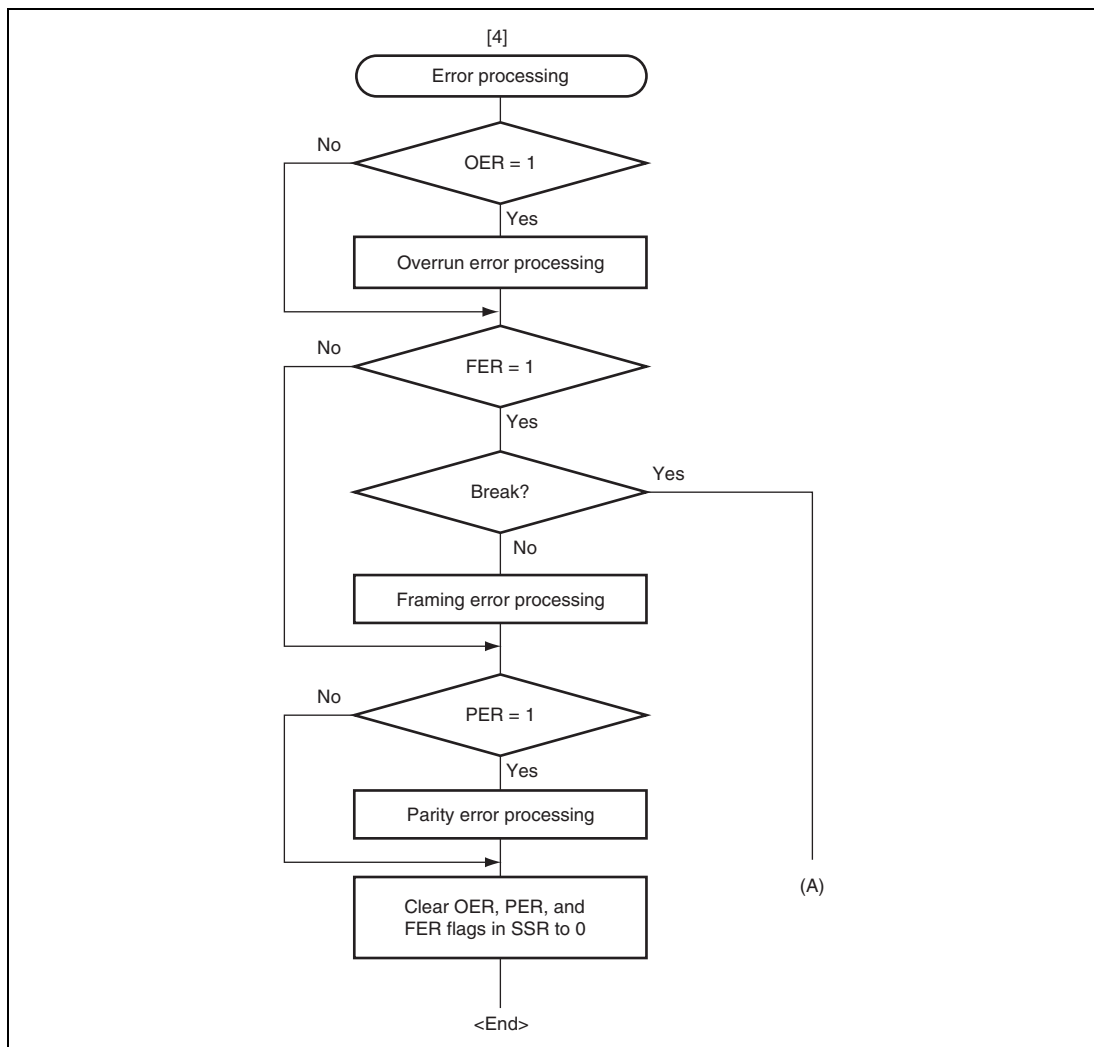 [4]
Error processing
No
OER = 1
Yes
Overrun error processing
No
FER = 1
Yes
Break?
Yes
No
Framing error processing
No
PER = 1
Yes
Parity error processing
(A)
Clear OER, PER, and
FER flags in SSR to 0
<End>